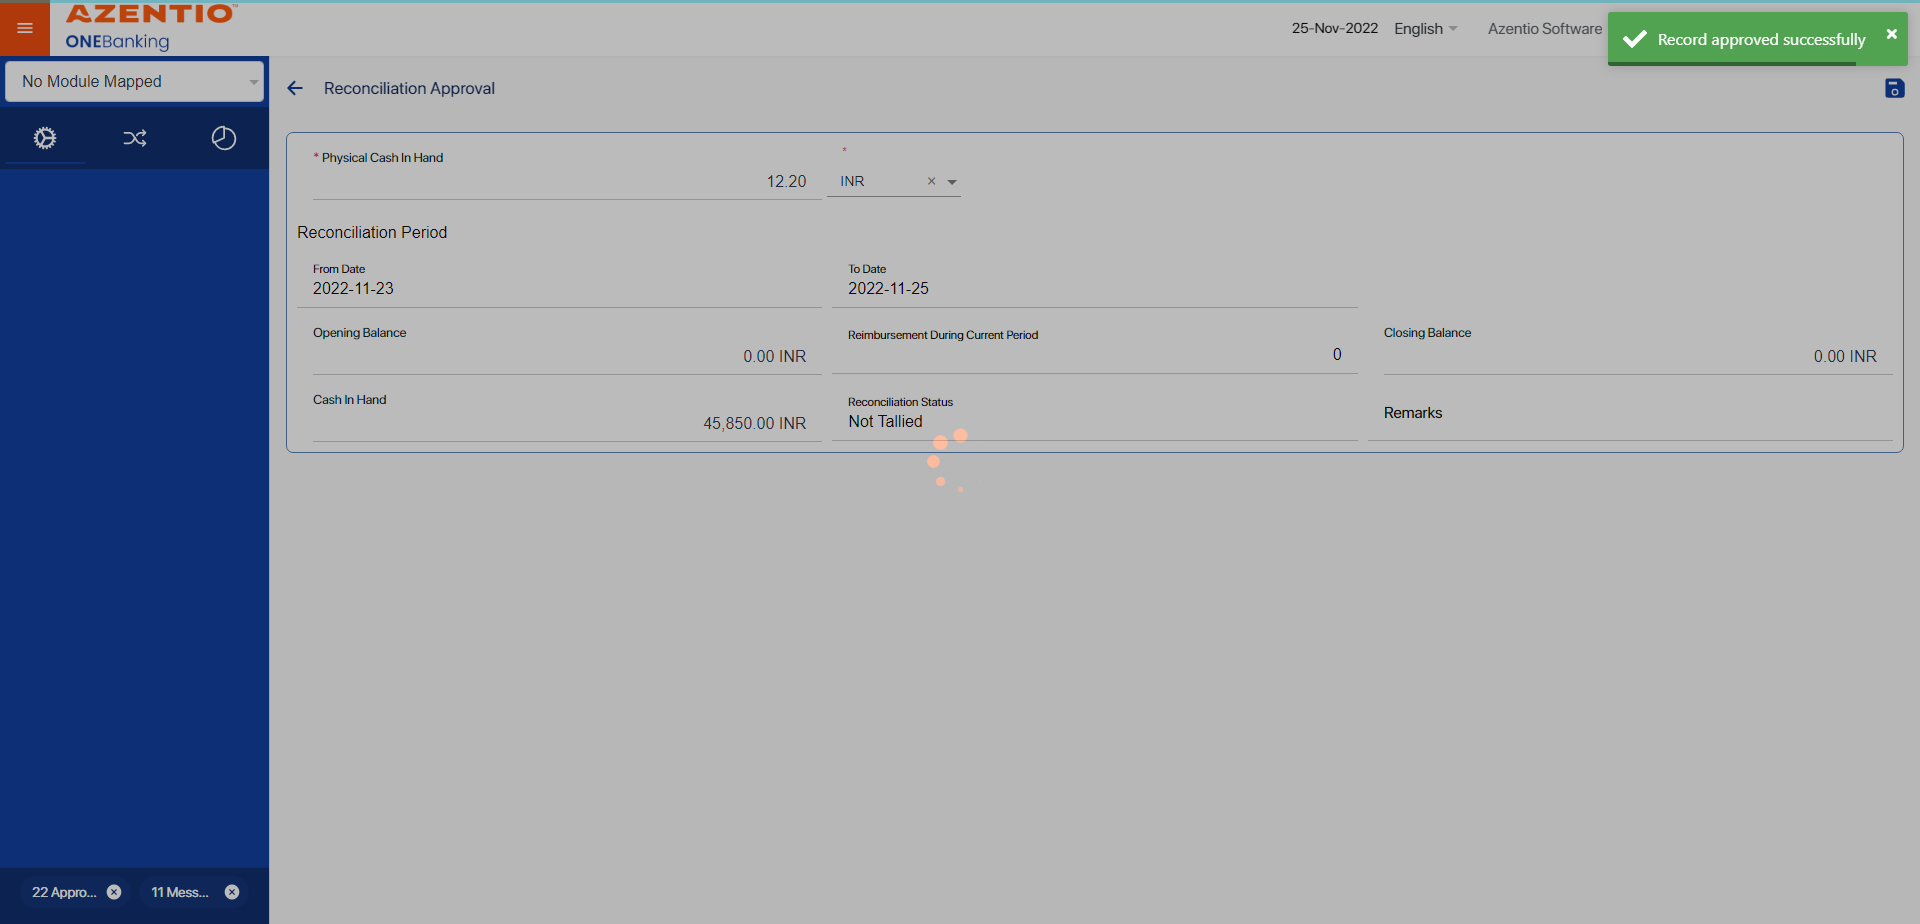 AZENTIO™
ONEBanking
25-Nov-2022
English
Azentio Software
Record approved successfully
No Module Mapped
Reconciliation Approval
* Physical Cash In Hand
*
12.20
INR
Reconciliation Period
From Date
To Date
2022-11-23
2022-11-25
Opening Balance
Reimbursement During Current Period
Closing Balance
0.00 INR
0
0.00 INR
Cash In Hand
Reconciliation Status
45,850.00 INR
Not Tallied
Remarks
22 Appro...
11 Mess...